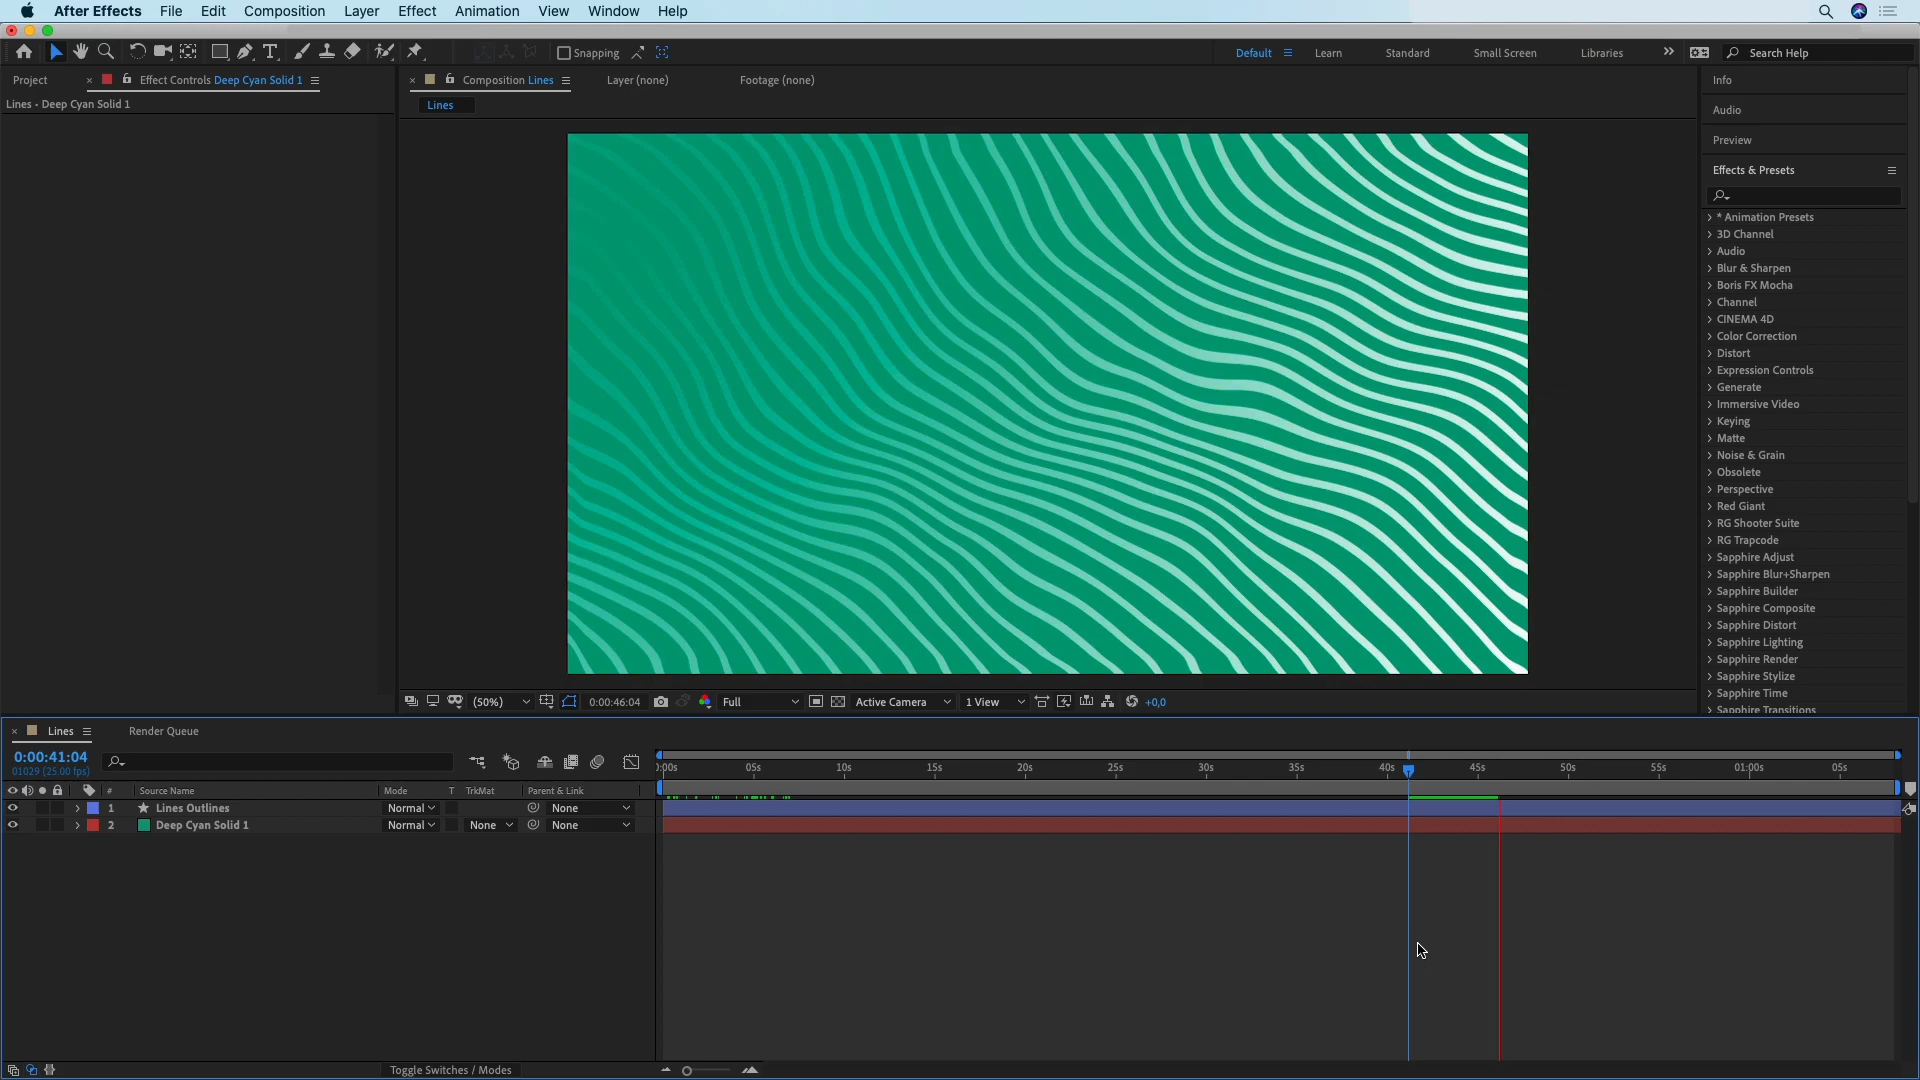 After Effects File Edit Composition Layer Effect Animation View Window Help
Snapping Default Learn Standard Small Screen Libraries Search Help
Project Effect Controls Deep Cyan Solid 1 Composition Lines Layer (none) Footage (none)
Lines • Deep Cyan Solid 1
Lines
Info
Audio
Preview
Effects & Presets
* Animation Presets
3D Channel
Audio
Blur & Sharpen
Boris FX Mocha
Channel
CINEMA 4D
Color Correction
Distort
Expression Controls
Generate
Immersive Video
Keying
Matte
Noise & Grain
Obsolete
Perspective
Red Giant
RG Shooter Suite
RG Trapcode
Sapphire Adjust
Sapphire Blur+Sharpen
Sapphire Builder
Sapphire Composite
Sapphire Distort
Sapphire Lighting
Sapphire Render
Sapphire Stylize
Sapphire Time
Sapphire Transitions
(50%) 0:00:46:04 Full Active Camera 1 View +0,0
Lines Render Queue
0:00:41:04
01029 (25.00 fps)
):00s 05s 10s 15s 20s 25s 30s 35s 40s 45s 50s 55s 01:00s 05s
# Source Name Mode T TrkMat Parent & Link
1 Lines Outlines Normal None
2 Deep Cyan Solid 1 Normal None None
Toggle Switches / Modes